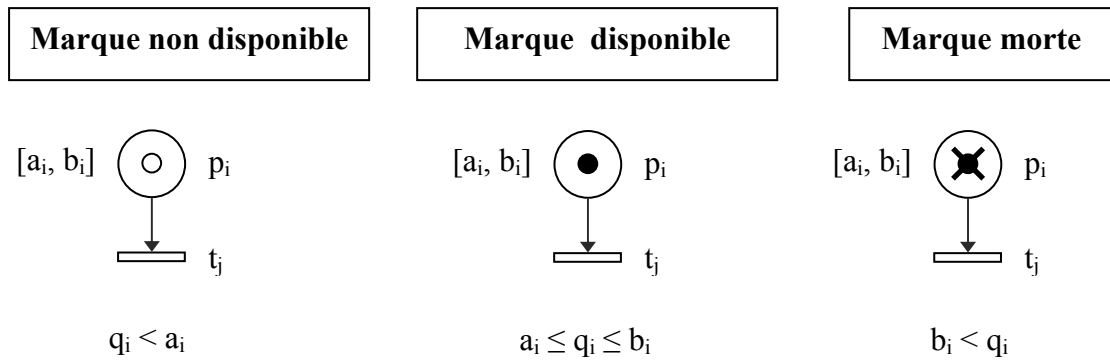 Marque non disponible
Marque disponible
Marque morte
[aᵢ, bᵢ] pᵢ
tⱼ
qᵢ < aᵢ
[aᵢ, bᵢ] pᵢ
tⱼ
aᵢ ≤ qᵢ ≤ bᵢ
[aᵢ, bᵢ] pᵢ
tⱼ
bᵢ < qᵢ